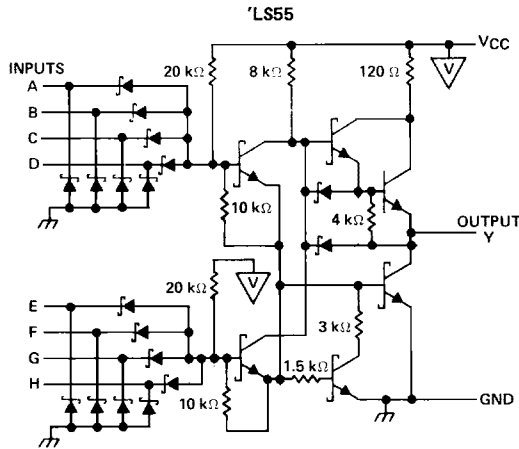 'LS55
VCC
20 kΩ
8 kΩ
120 Ω
V
INPUTS
A
B
C
D
10 kΩ
4 kΩ
OUTPUT
Y
20 kΩ
V
E
F
G
H
3 kΩ
1.5 kΩ
10 kΩ
GND